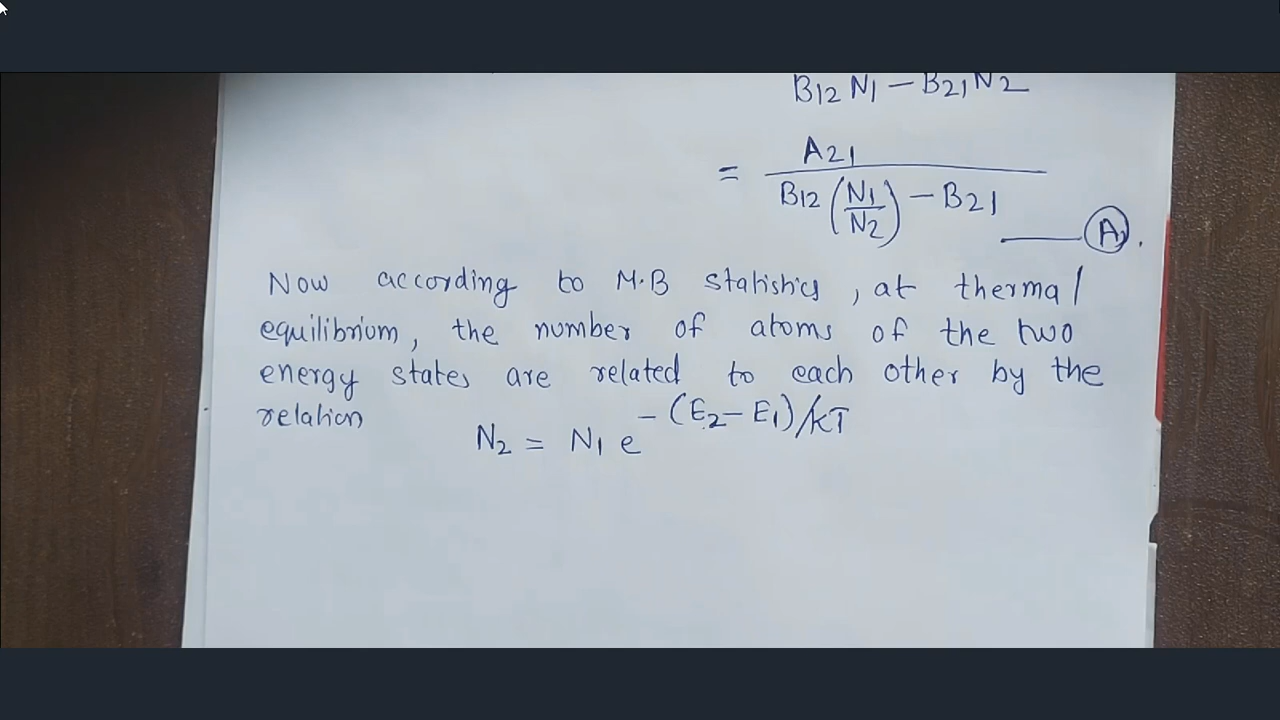 B12 N1 – B21 N2
= A21 / B12 (N1/N2) – B21 —— (A).
Now according to M.B statistics, at thermal
equilibrium, the number of atoms of the two
energy states are related to each other by the
relation
N2 = N1 e^–(E2–E1)/KT